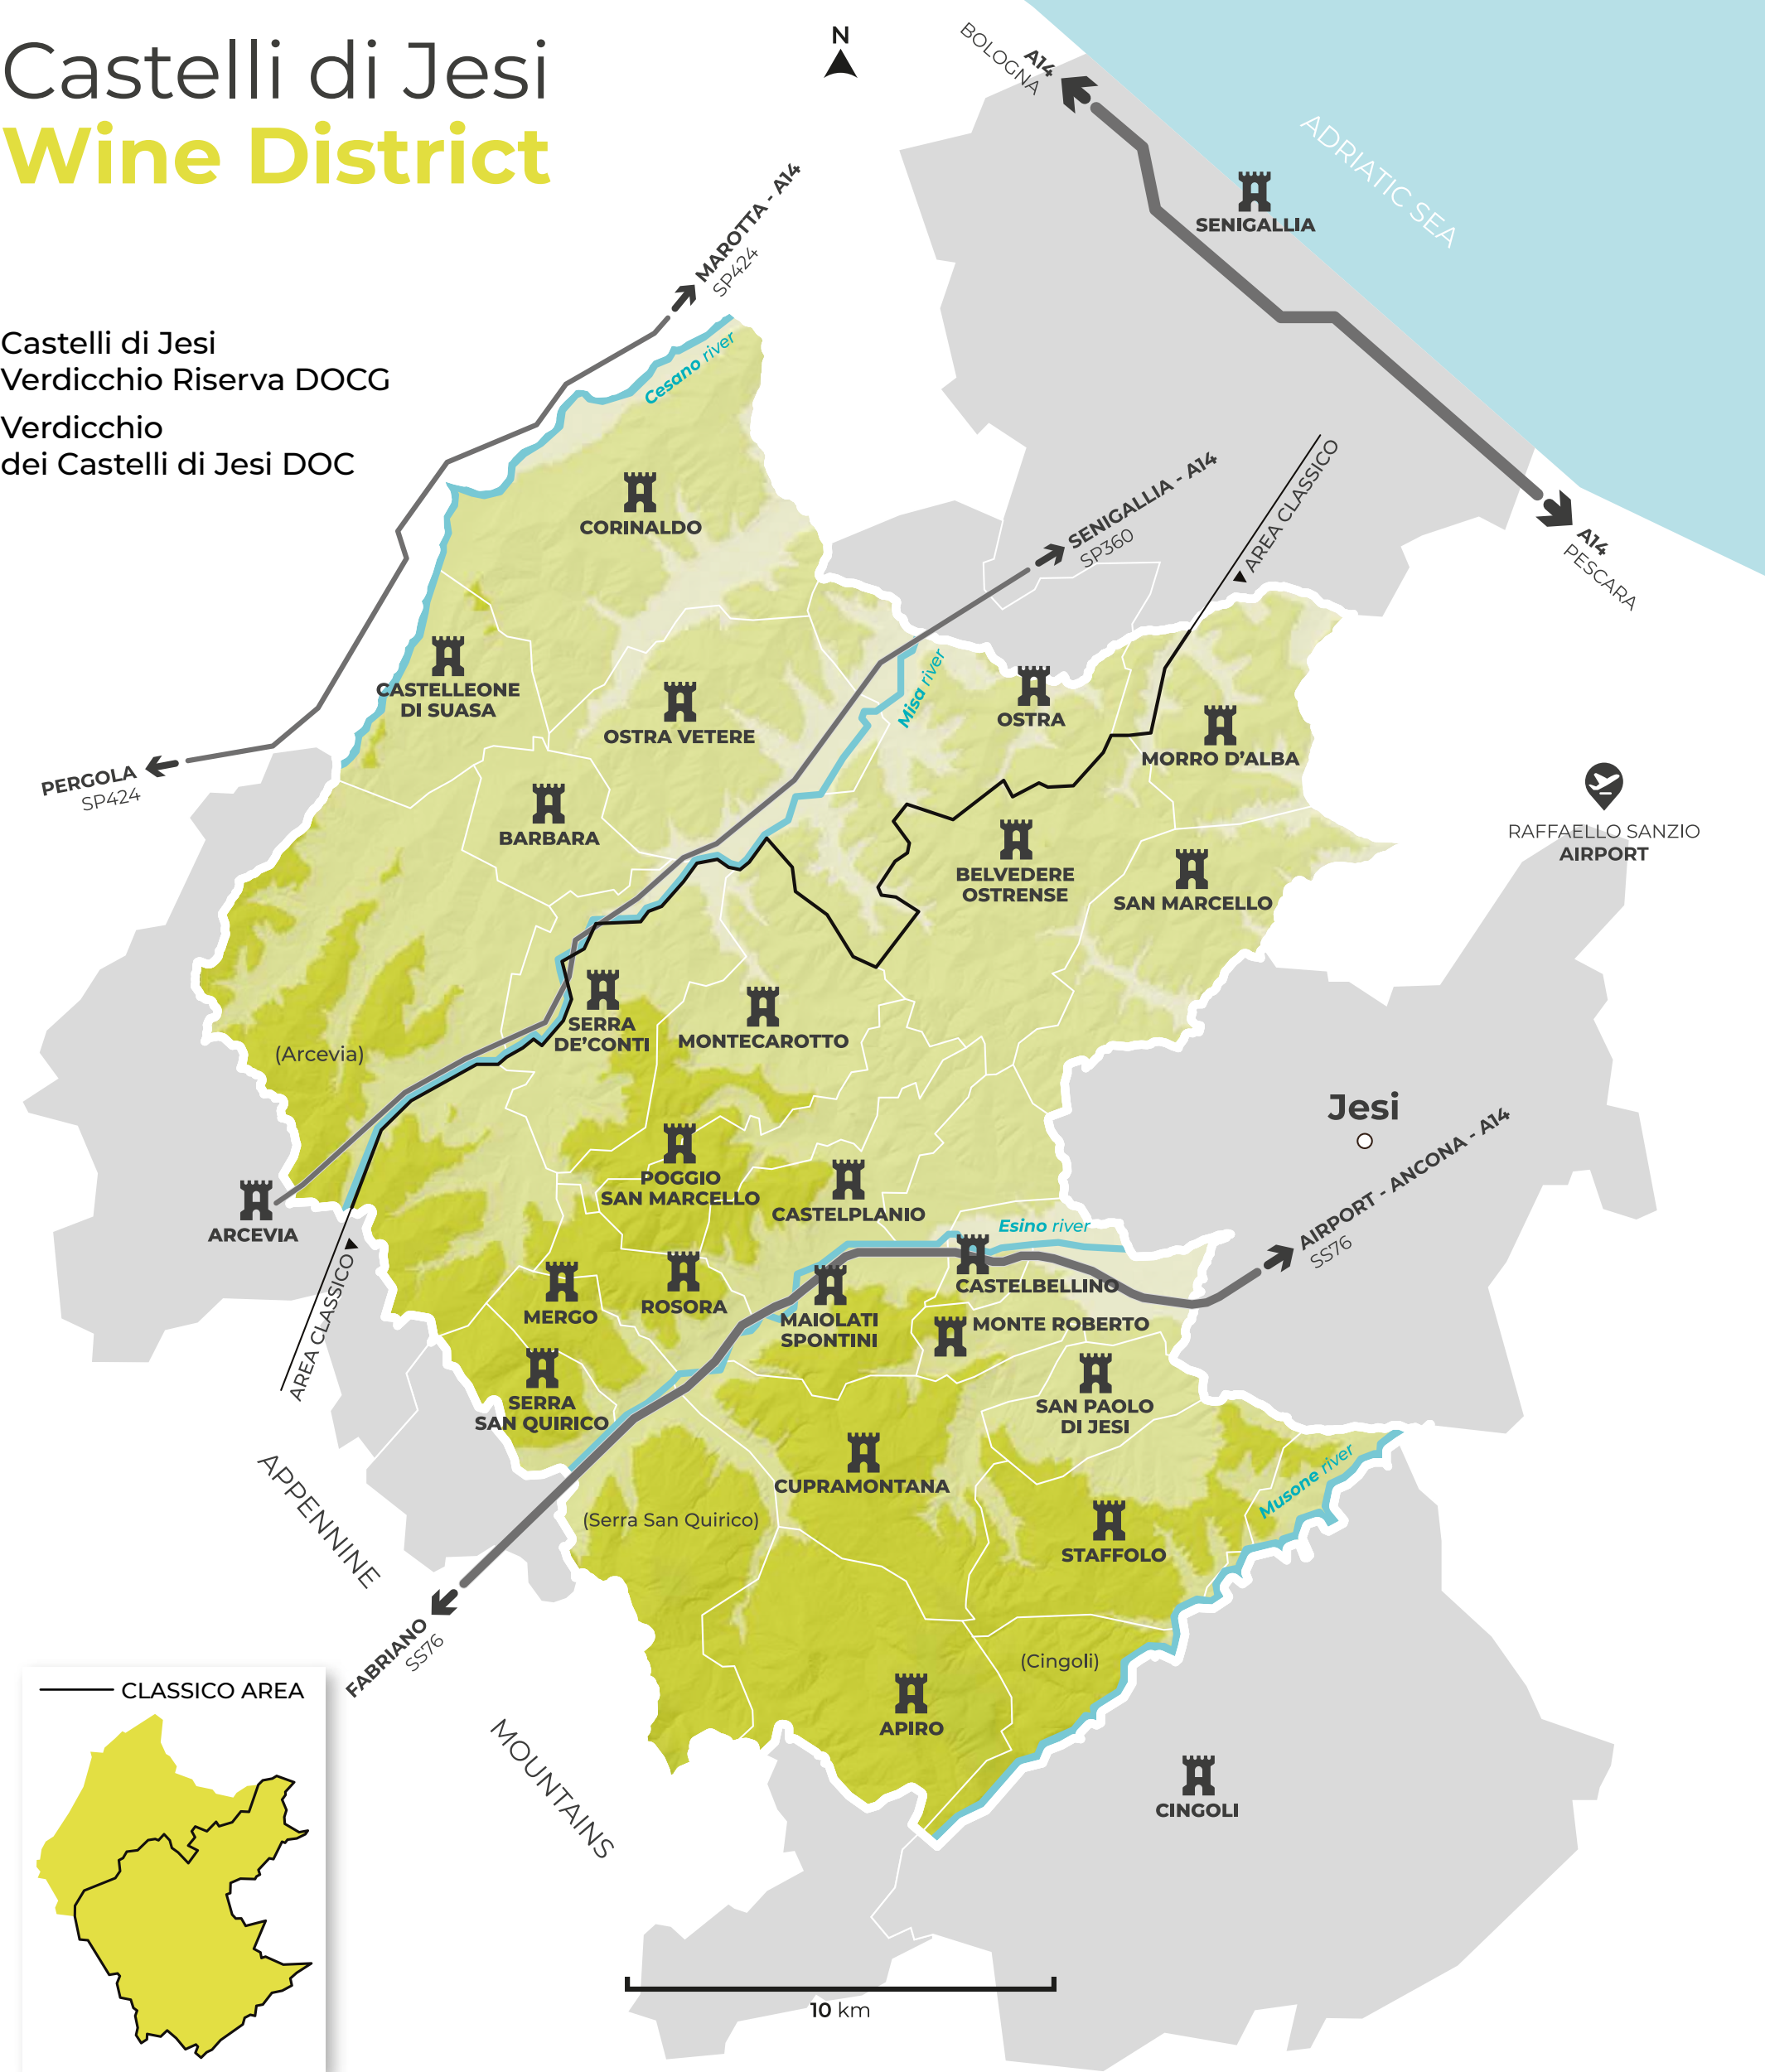 Castelli di Jesi
Wine District
N
A14
BOLOGNA
ADRIATIC SEA
SENIGALLIA
MAROTTA - A14
SP424
Castelli di Jesi
Verdicchio Riserva DOCG
Verdicchio
dei Castelli di Jesi DOC
Cesano river
CORINALDO
SENIGALLIA - A14
SP360
AREA CLASSICO
A14
PESCARA
CASTELLEONE
DI SUASA
OSTRA VETERE
Misa river
OSTRA
MORRO D’ALBA
PERGOLA
SP424
BARBARA
RAFFAELLO SANZIO
AIRPORT
BELVEDERE
OSTRENSE
SAN MARCELLO
(Arcevia)
SERRA
DE’CONTI
MONTECAROTTO
Jesi
POGGIO
SAN MARCELLO
CASTELPLANIO
ARCEVIA
Esino river
AIRPORT - ANCONA - A14
SS76
AREA CLASSICO
MERGO
ROSORA
MAIOLATI
SPONTINI
CASTELBELLINO
MONTE ROBERTO
SERRA
SAN QUIRICO
SAN PAOLO
DI JESI
APPENNINE
CUPRAMONTANA
Musone river
(Serra San Quirico)
STAFFOLO
FABRIANO
SS76
(Cingoli)
CLASSICO AREA
APIRO
MOUNTAINS
CINGOLI
10 km